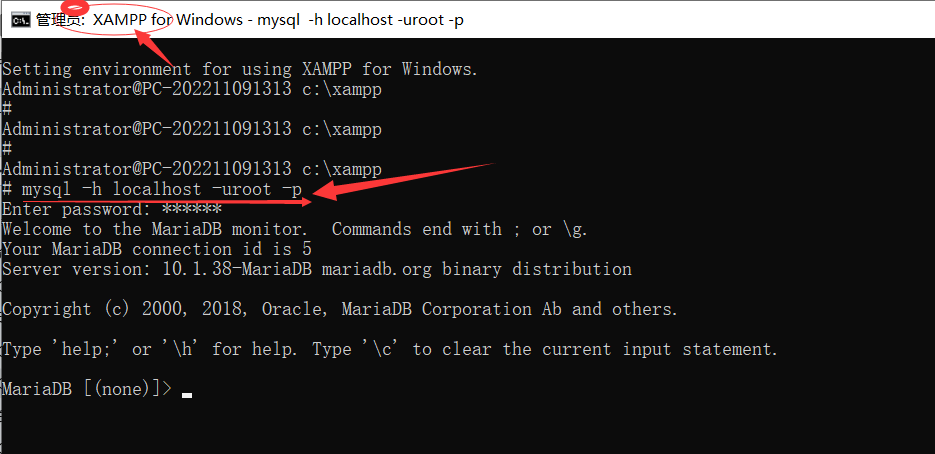 管理员: XAMPP for Windows - mysql  -h localhost -uroot -p
Setting environment for using XAMPP for Windows.
Administrator@PC-202211091313 c:\xampp
#
Administrator@PC-202211091313 c:\xampp
#
Administrator@PC-202211091313 c:\xampp
# mysql -h localhost -uroot -p
Enter password: ******
Welcome to the MariaDB monitor.  Commands end with ; or \g.
Your MariaDB connection id is 5
Server version: 10.1.38-MariaDB mariadb.org binary distribution
Copyright (c) 2000, 2018, Oracle, MariaDB Corporation Ab and others.
Type 'help;' or '\h' for help. Type '\c' to clear the current input statement.
MariaDB [(none)]>